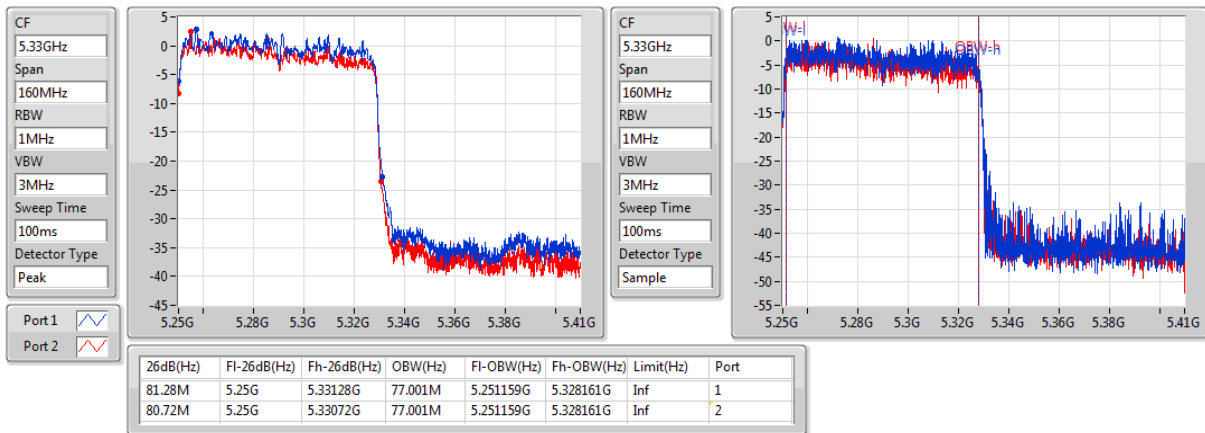 CF
5.33GHz
Span
160MHz
RBW
1MHz
VBW
3MHz
Sweep Time
100ms
Detector Type
Peak
5
0
-5
-10
-15
-20
-25
-30
-35
-40
-45
5.25G 5.28G 5.3G 5.32G 5.34G 5.36G 5.38G 5.41G
Port 1
Port 2
CF
5.33GHz
Span
160MHz
RBW
1MHz
VBW
3MHz
Sweep Time
100ms
Detector Type
Sample
5
0
-5
-10
-15
-20
-25
-30
-35
-40
-45
-50
-55
W-l
OBW-h
5.25G 5.28G 5.3G 5.32G 5.34G 5.36G 5.38G 5.41G
26dB(Hz) Fl-26dB(Hz) Fh-26dB(Hz) OBW(Hz) Fl-OBW(Hz) Fh-OBW(Hz) Limit(Hz) Port
81.28M 5.25G 5.33128G 77.001M 5.251159G 5.328161G Inf 1
80.72M 5.25G 5.33072G 77.001M 5.251159G 5.328161G Inf 2